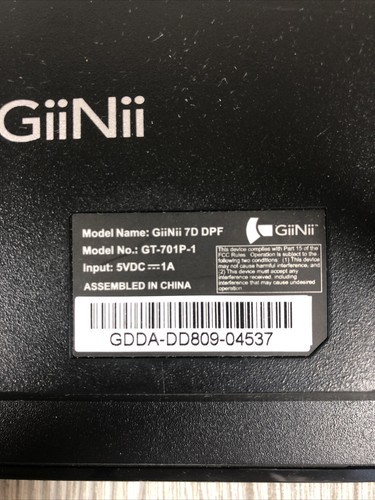 GiiNii
Model Name: GiiNii 7D DPF
Model No.: GT-701P-1
Input: 5VDC⎓1A
ASSEMBLED IN CHINA
GiiNii™
This device complies with Part 15 of the
FCC Rules. Operation is subject to the
following two conditions: (1) This device
may not cause harmful interference, and
(2) This device must accept any
interference received, including
interference that may cause undesired
operation.
GDDA-DD809-04537